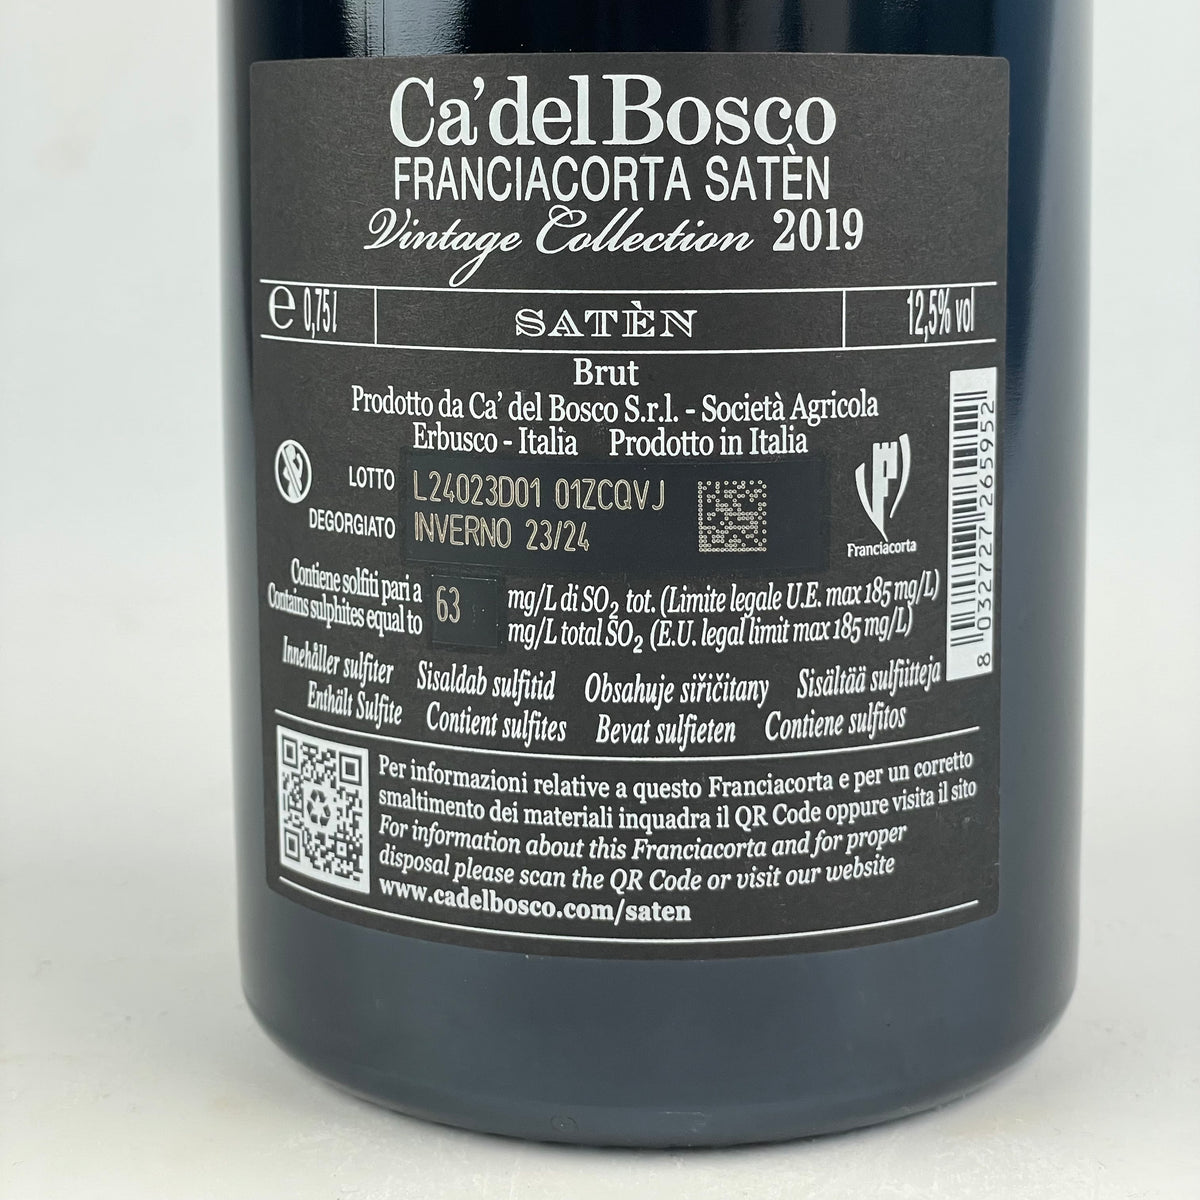 Ca'del Bosco
FRANCIACORTA SATÈN
Vintage Collection 2019
e 0,75 l
SATÈN
12,5% vol
Brut
Prodotto da Ca' del Bosco S.r.l. - Società Agricola
Erbusco - Italia Prodotto in Italia
LOTTO L24023D01 01ZCQVJ
DEGORGIATO INVERNO 23/24
Franciacorta
8 032727 265952
Contiene solfiti pari a 63 mg/L di SO2 tot. (Limite legale U.E. max 185 mg/L)
Contains sulphites equal to mg/L total SO2 (E.U. legal limit max 185 mg/L)
Innehåller sulfiter Sisaldab sulfitid Obsahuje siřičitany Sisältää sulfiitteja
Enthält Sulfite Contient sulfites Bevat sulfieten Contiene sulfitos
Per informazioni relative a questo Franciacorta e per un corretto
smaltimento dei materiali inquadra il QR Code oppure visita il sito
For information about this Franciacorta and for proper
disposal please scan the QR Code or visit our website
www.cadelbosco.com/saten